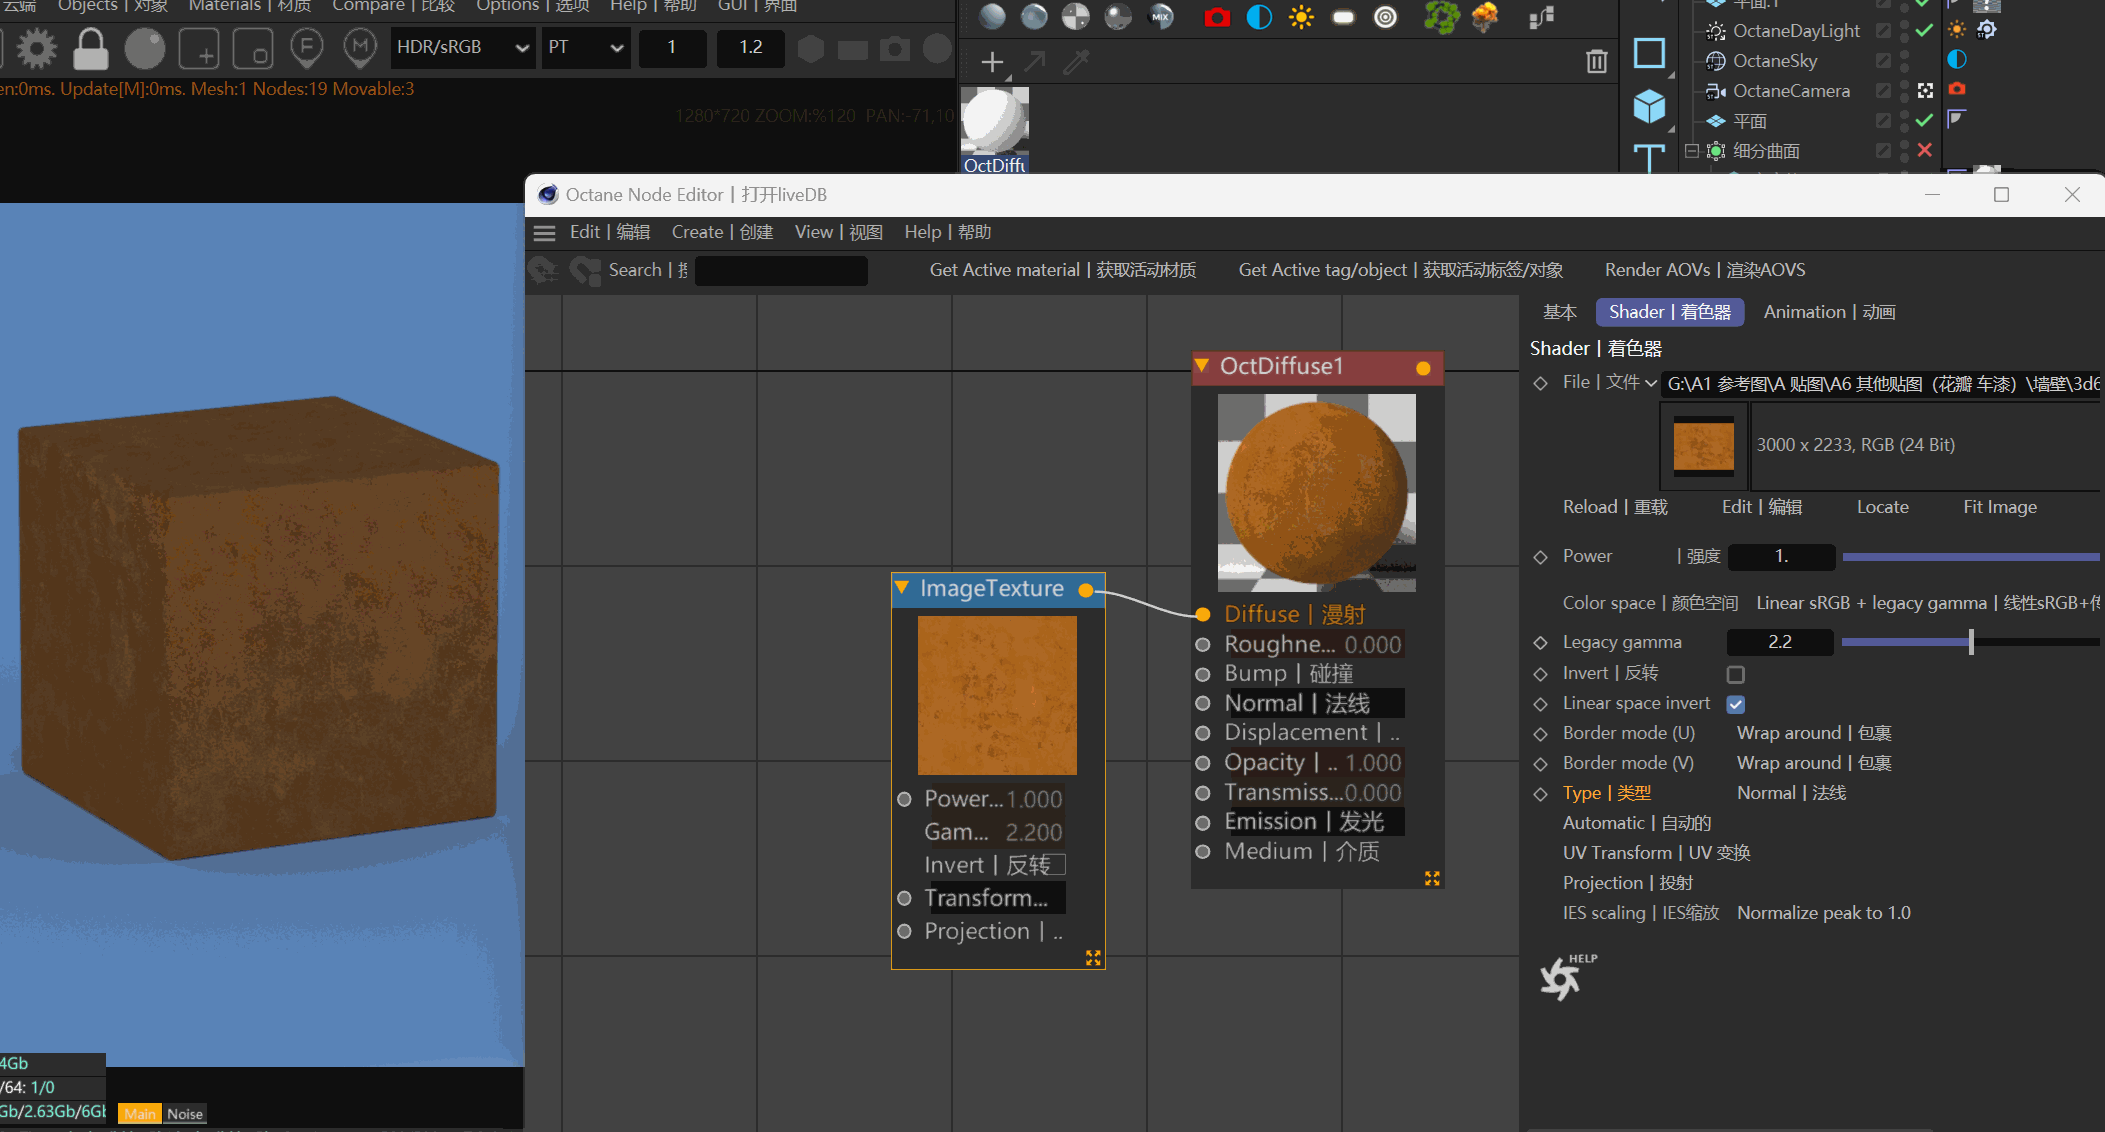 云端 Objects | 对象 Materials | 材质 Compare | 比较 Options | 选项 Help | 帮助 GUI | 界面
HDR/sRGB PT 1 1.2
F M MIX
en:0ms. Update[M]:0ms. Mesh:1 Nodes:19 Movable:3
1280*720 ZOOM:%120 PAN:-71,10
OctDiffu
平面.1
OctaneDayLight
OctaneSky
OctaneCamera
平面
细分曲面
Octane Node Editor | 打开liveDB
Edit | 编辑 Create | 创建 View | 视图 Help | 帮助
Search | 搜 Get Active material | 获取活动材质 Get Active tag/object | 获取活动标签/对象 Render AOVs | 渲染AOVS
OctDiffuse1
Diffuse | 漫射
Roughne... 0.000
Bump | 碰撞
Normal | 法线
Displacement | ..
Opacity | .. 1.000
Transmiss...0.000
Emission | 发光
Medium | 介质
ImageTexture
Power...1.000
Gam... 2.200
Invert | 反转
Transform...
Projection | ..
基本 Shader | 着色器 Animation | 动画
Shader | 着色器
File | 文件 G:\A1 参考图\A 贴图\A6 其他贴图（花瓣 车漆）\墙壁\3d6
3000 x 2233, RGB (24 Bit)
Reload | 重载 Edit | 编辑 Locate Fit Image
Power | 强度 1.
Color space | 颜色空间 Linear sRGB + legacy gamma | 线性sRGB+传
Legacy gamma 2.2
Invert | 反转
Linear space invert
Border mode (U) Wrap around | 包裹
Border mode (V) Wrap around | 包裹
Type | 类型 Normal | 法线
Automatic | 自动的
UV Transform | UV 变换
Projection | 投射
IES scaling | IES缩放 Normalize peak to 1.0
HELP
4Gb
/64: 1/0
Gb/2.63Gb/6Gb
Main Noise